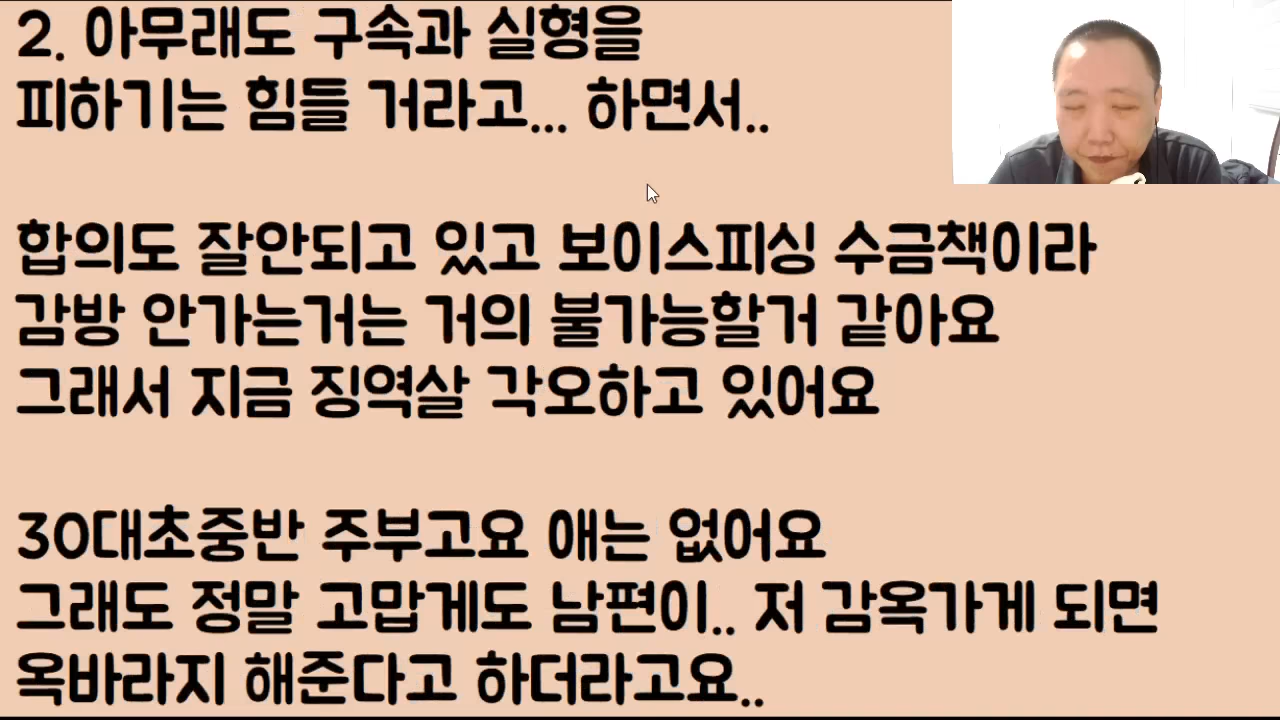 2. 아무래도 구속과 실형을
피하기는 힘들 거라고... 하면서..
합의도 잘안되고 있고 보이스피싱 수금책이라
감방 안가는거는 거의 불가능할거 같아요
그래서 지금 징역살 각오하고 있어요
30대초중반 주부고요 애는 없어요
그래도 정말 고맙게도 남편이.. 저 감옥가게 되면
옥바라지 해준다고 하더라고요..